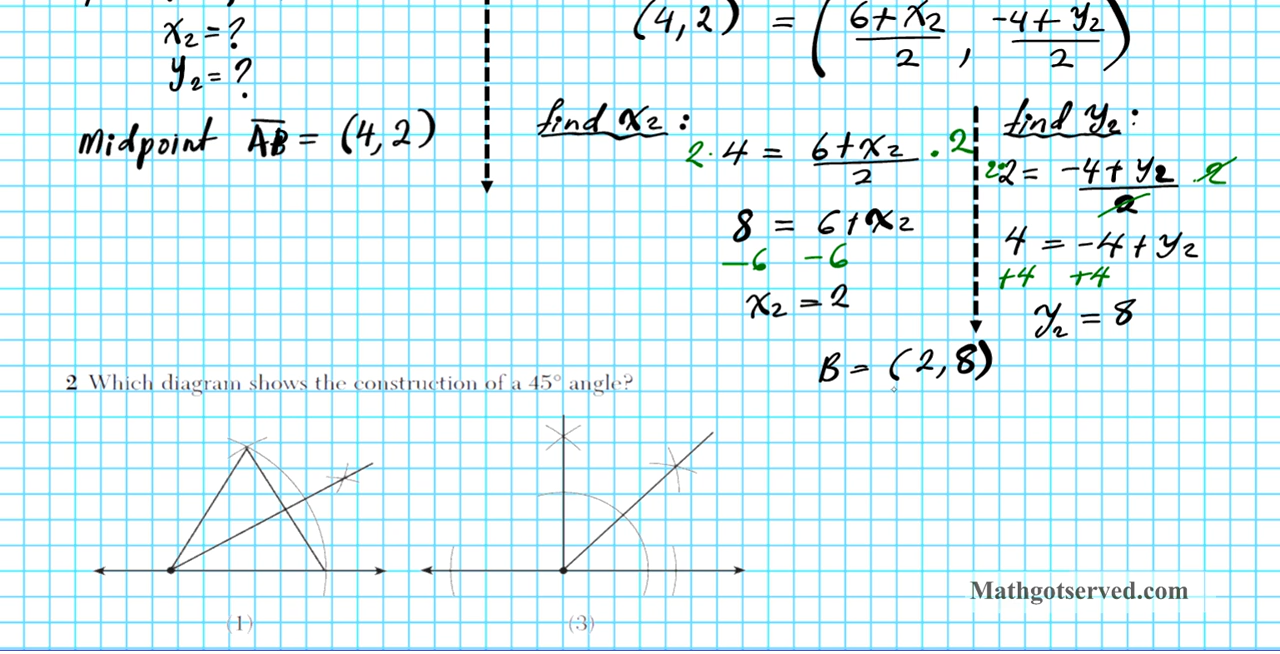 x₂ = ?
y₂ = ?
Midpoint AB = (4,2)
(4,2) = (6+x₂/2, -4+y₂/2)
find x₂:
2·4 = 6+x₂/2 ·2
8 = 6+x₂
-6 -6
x₂ = 2
find y₂:
2·2 = -4+y₂/2 ·2
4 = -4+y₂
+4 +4
y₂ = 8
B = (2,8)
2 Which diagram shows the construction of a 45° angle?
(1)
(3)
Mathgotserved.com